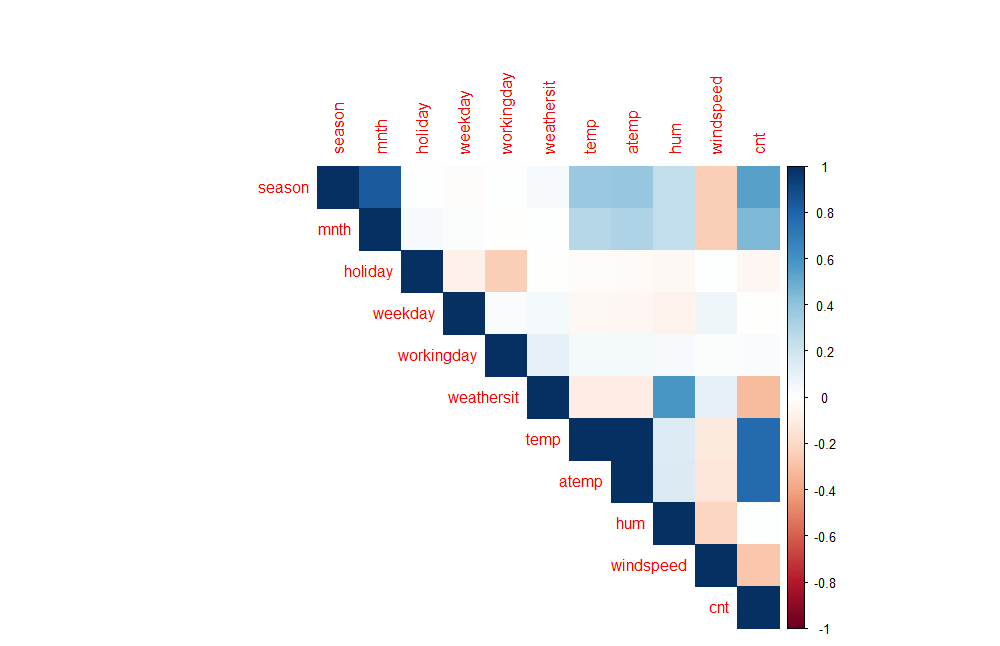 season
mnth
holiday
weekday
workingday
weathersit
temp
atemp
hum
windspeed
cnt
season
mnth
holiday
weekday
workingday
weathersit
temp
atemp
hum
windspeed
cnt
1
0.8
0.6
0.4
0.2
0
-0.2
-0.4
-0.6
-0.8
-1